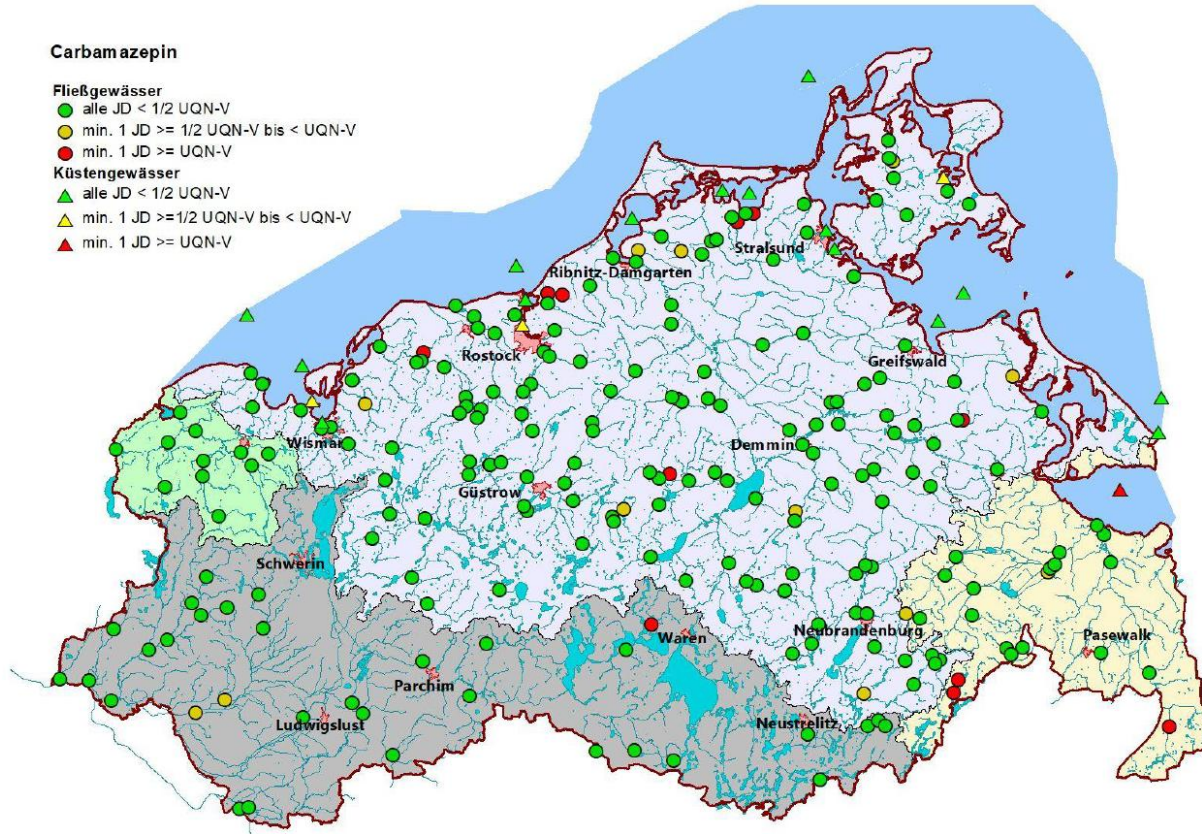 Carbamazepin
Fließgewässer
alle JD < 1/2 UQN-V
min. 1 JD >= 1/2 UQN-V bis < UQN-V
min. 1 JD >= UQN-V
Küstengewässer
alle JD < 1/2 UQN-V
min. 1 JD >=1/2 UQN-V bis < UQN-V
min. 1 JD >= UQN-V
Stralsund
Ribnitz-Damgarten
Rostock
Greifswald
Wismar
Demmin
Güstrow
Schwerin
Neubrandenburg
Waren
Pasewalk
Parchim
Ludwigslust
Neustrelitz